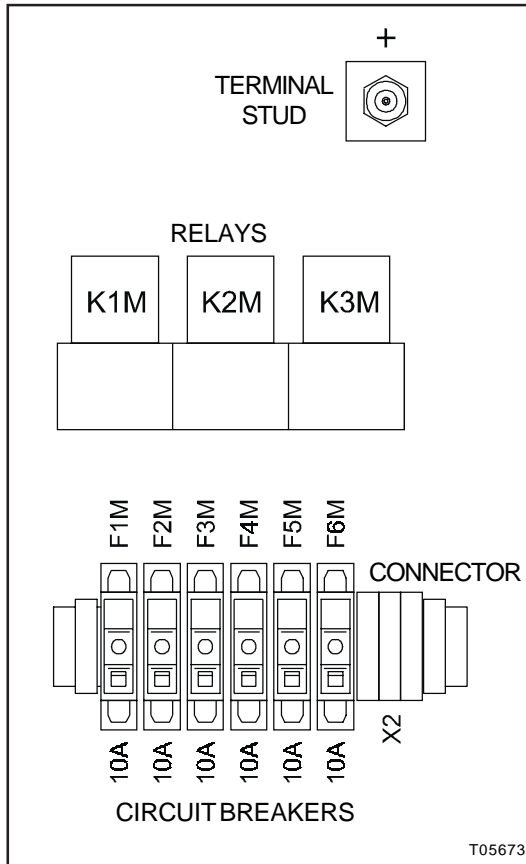 +
TERMINAL
STUD
RELAYS
K1M K2M K3M
F1M F2M F3M F4M F5M F6M
CONNECTOR
X2
10A 10A 10A 10A 10A 10A
CIRCUIT BREAKERS
T05673